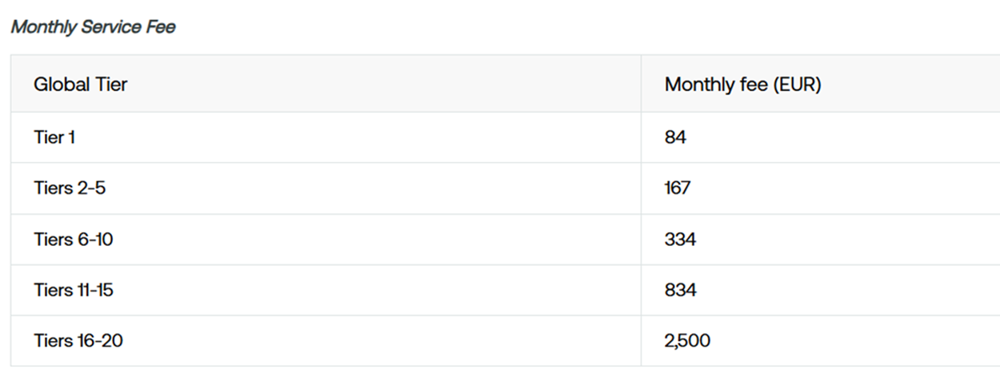 Monthly Service Fee
Global Tier Monthly fee (EUR)
Tier 1 84
Tiers 2-5 167
Tiers 6-10 334
Tiers 11-15 834
Tiers 16-20 2,500